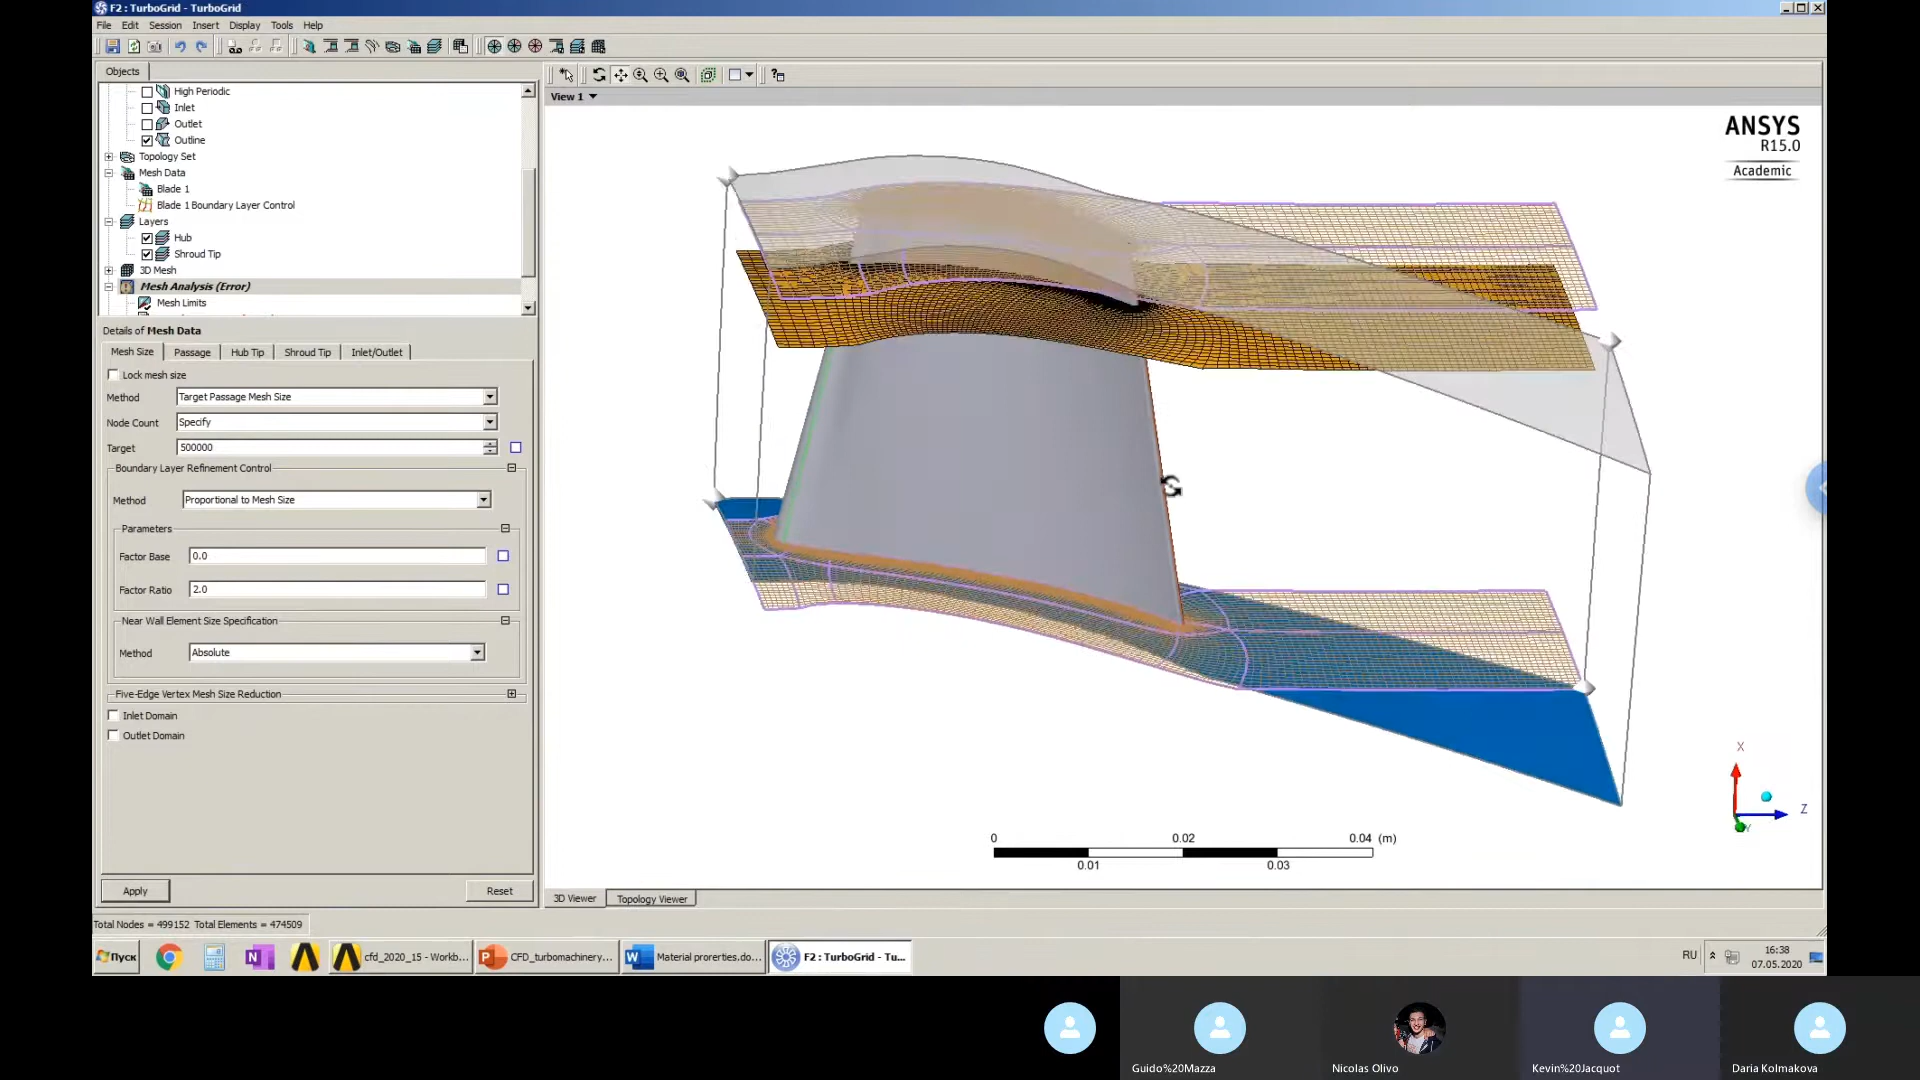 F2 : TurboGrid - TurboGrid
File Edit Session Insert Display Tools Help
Objects
High Periodic
Inlet
Outlet
Outline
Topology Set
Mesh Data
Blade 1
Blade 1 Boundary Layer Control
Layers
Hub
Shroud Tip
3D Mesh
Mesh Analysis (Error)
Mesh Limits
Details of Mesh Data
Mesh Size Passage Hub Tip Shroud Tip Inlet/Outlet
Lock mesh size
Method Target Passage Mesh Size
Node Count Specify
Target 500000
Boundary Layer Refinement Control
Method Proportional to Mesh Size
Parameters
Factor Base 0.0
Factor Ratio 2.0
Near Wall Element Size Specification
Method Absolute
Five-Edge Vertex Mesh Size Reduction
Inlet Domain
Outlet Domain
Apply Reset
View 1
ANSYS
R15.0
Academic
X
Z
Y
0 0.02 0.04 (m)
0.01 0.03
3D Viewer Topology Viewer
Total Nodes = 499152 Total Elements = 474509
Пуск
cfd_2020_15 - Workb...
CFD_turbomachinery...
Material prorerties.do...
F2 : TurboGrid - Tu...
RU
16:38
07.05.2020
Guido%20Mazza
Nicolas Olivo
Kevin%20Jacquot
Daria Kolmakova